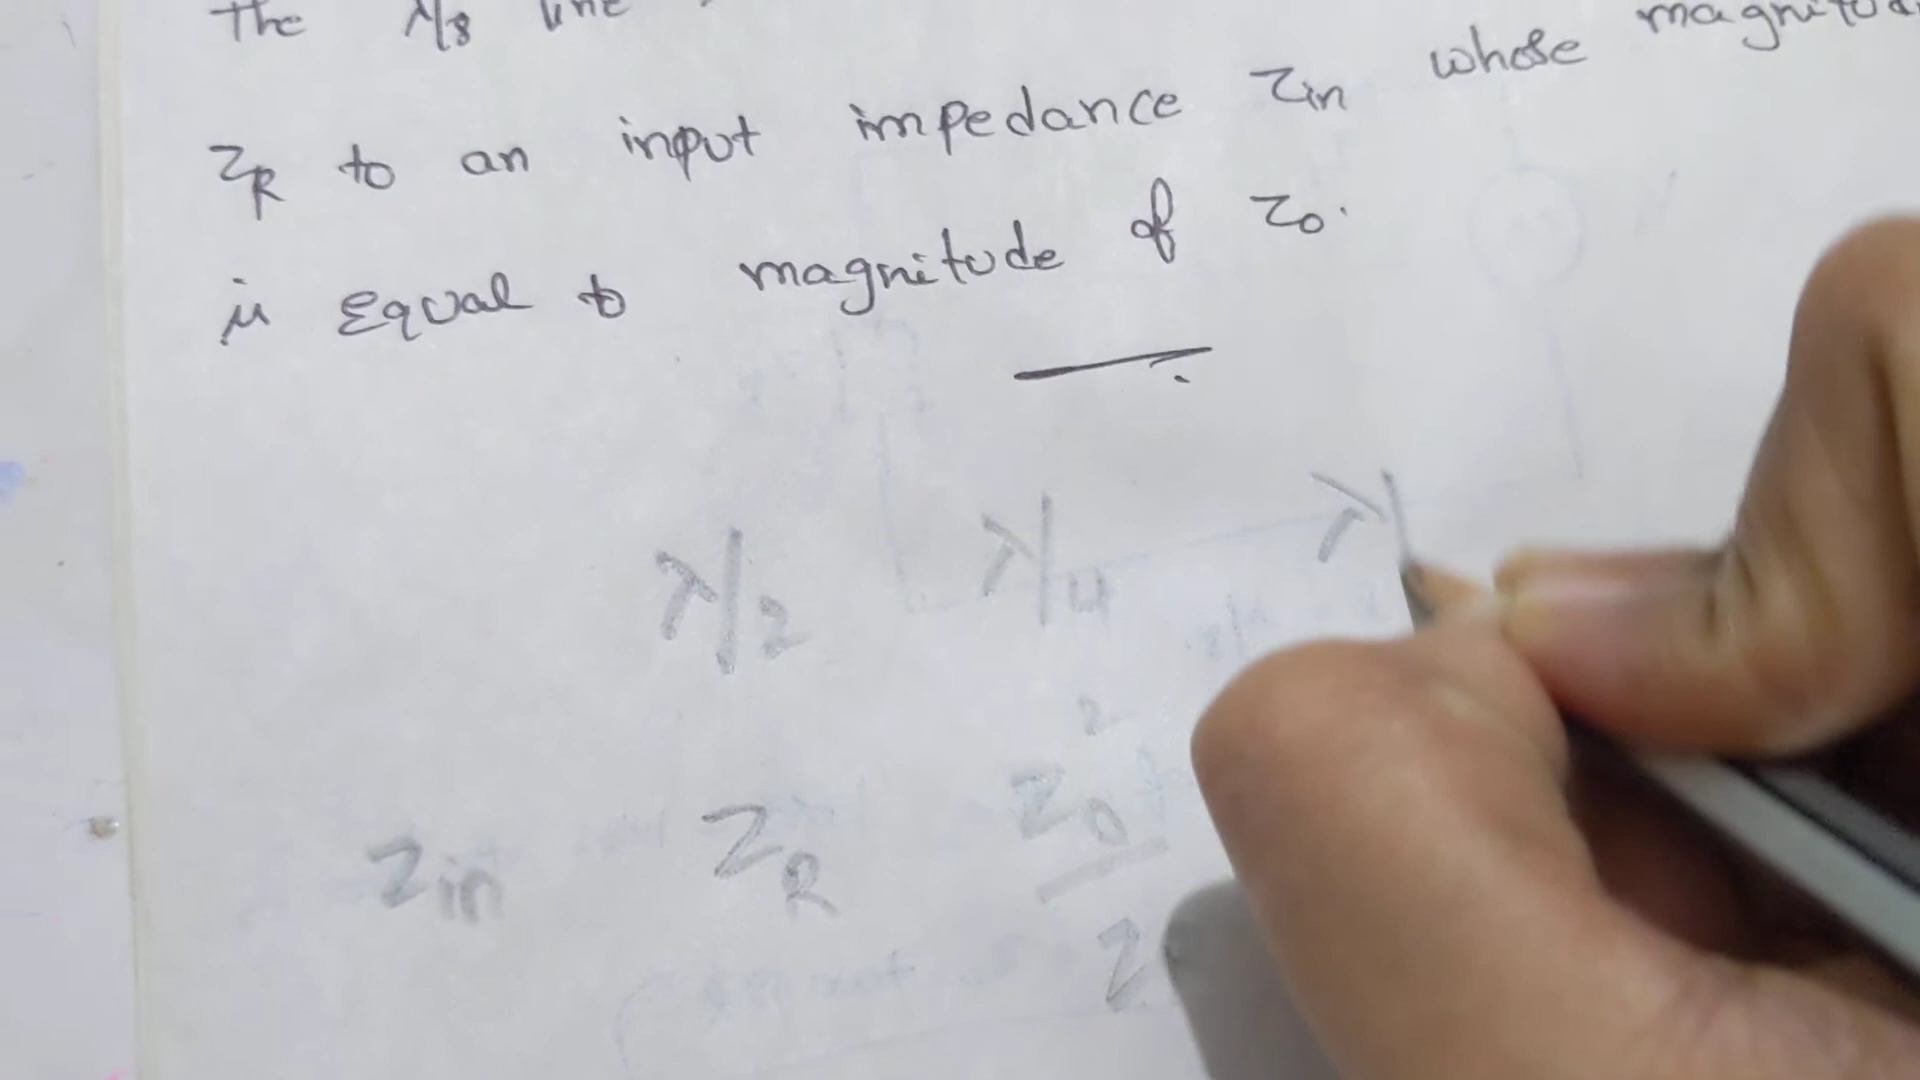 The λ/8 line
magnitud
ZR to an input impedance Zin whose
is equal to magnitude of Z0.
λ/2 λ/4 λ/
Zin ZR Z0²
Z